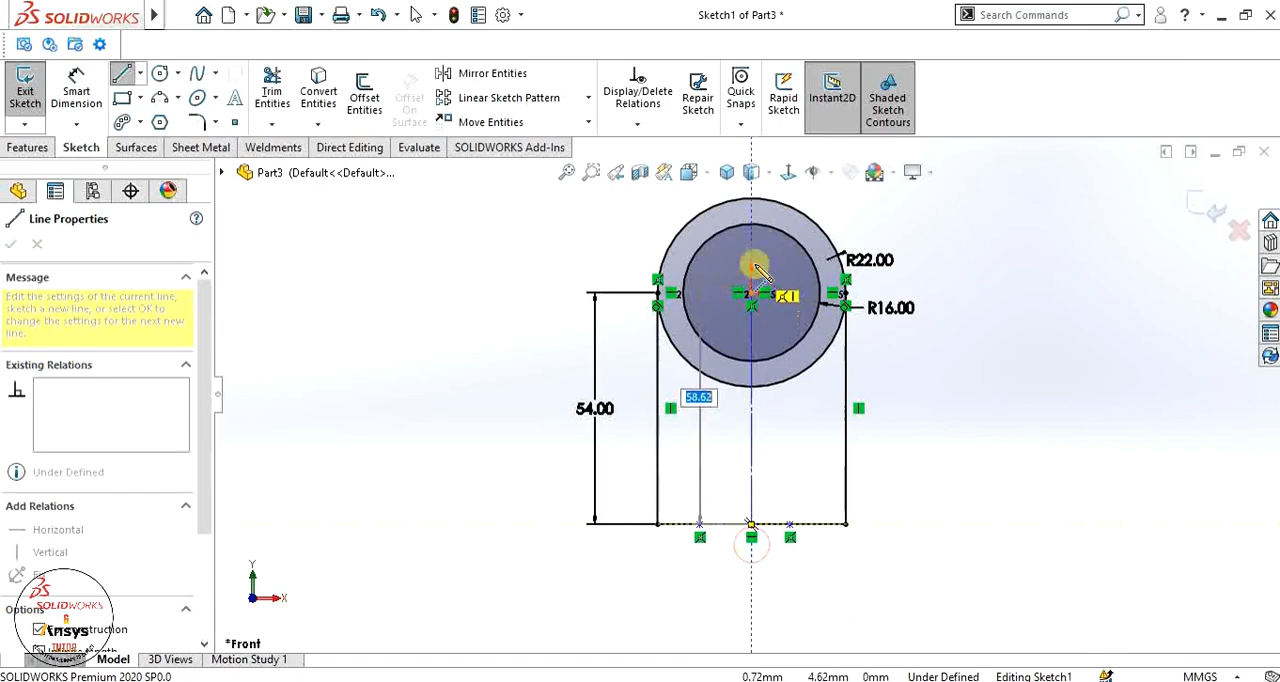 SOLIDWORKS
Sketch1 of Part3 *
Search Commands
Exit Sketch
Smart Dimension
Trim Entities
Convert Entities
Offset Entities
Offset On Surface
Mirror Entities
Linear Sketch Pattern
Move Entities
Display/Delete Relations
Repair Sketch
Quick Snaps
Rapid Sketch
Instant2D
Shaded Sketch Contours
Features
Sketch
Surfaces
Sheet Metal
Weldments
Direct Editing
Evaluate
SOLIDWORKS Add-Ins
Part3 (Default<<Default>...
Line Properties
Message
Edit the settings of the current line,
sketch a new line, or select OK to
change the settings for the next new
line.
Existing Relations
Under Defined
Add Relations
Horizontal
Vertical
Options
SOLIDWORKS
&
Ansys
TUTOR
R22.00
R16.00
54.00
58.62
Y
X
*Front
Model
3D Views
Motion Study 1
SOLIDWORKS Premium 2020 SP0.0
0.72mm
4.62mm
0mm
Under Defined
Editing Sketch1
MMGS